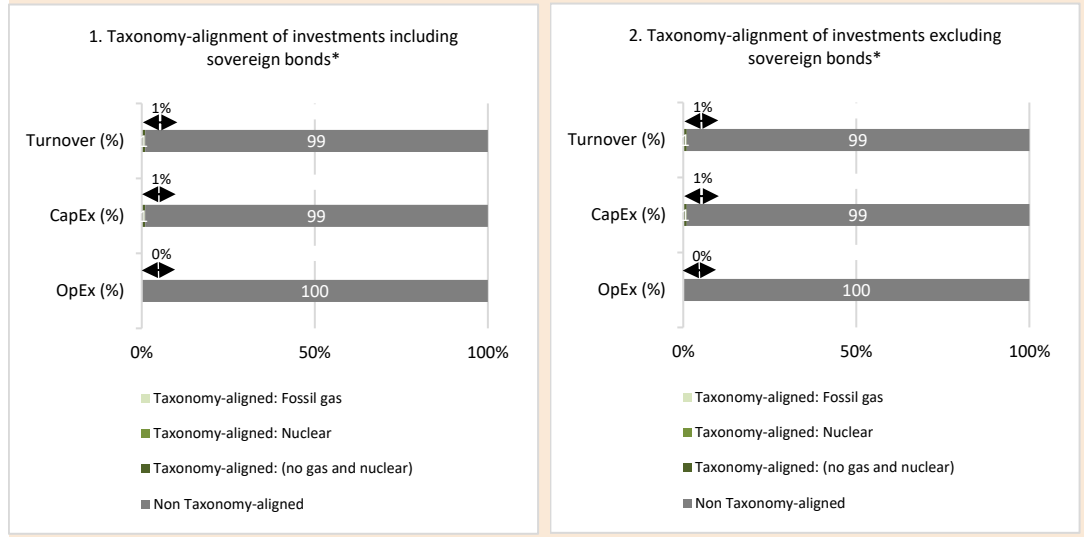 1. Taxonomy-alignment of investments including
sovereign bonds*
1%
Turnover (%)
1
99
1%
CapEx (%)
1
99
0%
OpEx (%)
100
0%
50%
100%
Taxonomy-aligned: Fossil gas
Taxonomy-aligned: Nuclear
Taxonomy-aligned: (no gas and nuclear)
Non Taxonomy-aligned
2. Taxonomy-alignment of investments excluding
sovereign bonds*
1%
Turnover (%)
1
99
1%
CapEx (%)
1
99
0%
OpEx (%)
100
0%
50%
100%
Taxonomy-aligned: Fossil gas
Taxonomy-aligned: Nuclear
Taxonomy-aligned: (no gas and nuclear)
Non Taxonomy-aligned